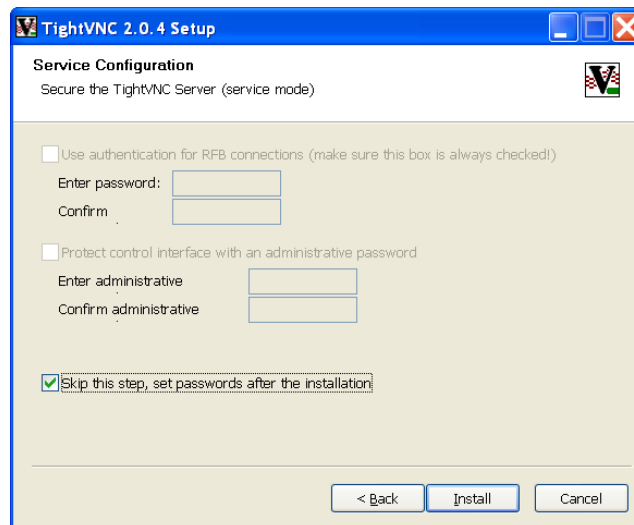 TightVNC 2.0.4 Setup
Service Configuration
Secure the TightVNC Server (service mode)
Use authentication for RFB connections (make sure this box is always checked!)
Enter password:
Confirm
Protect control interface with an administrative password
Enter administrative
Confirm administrative
Skip this step, set passwords after the installation
< Back Install Cancel